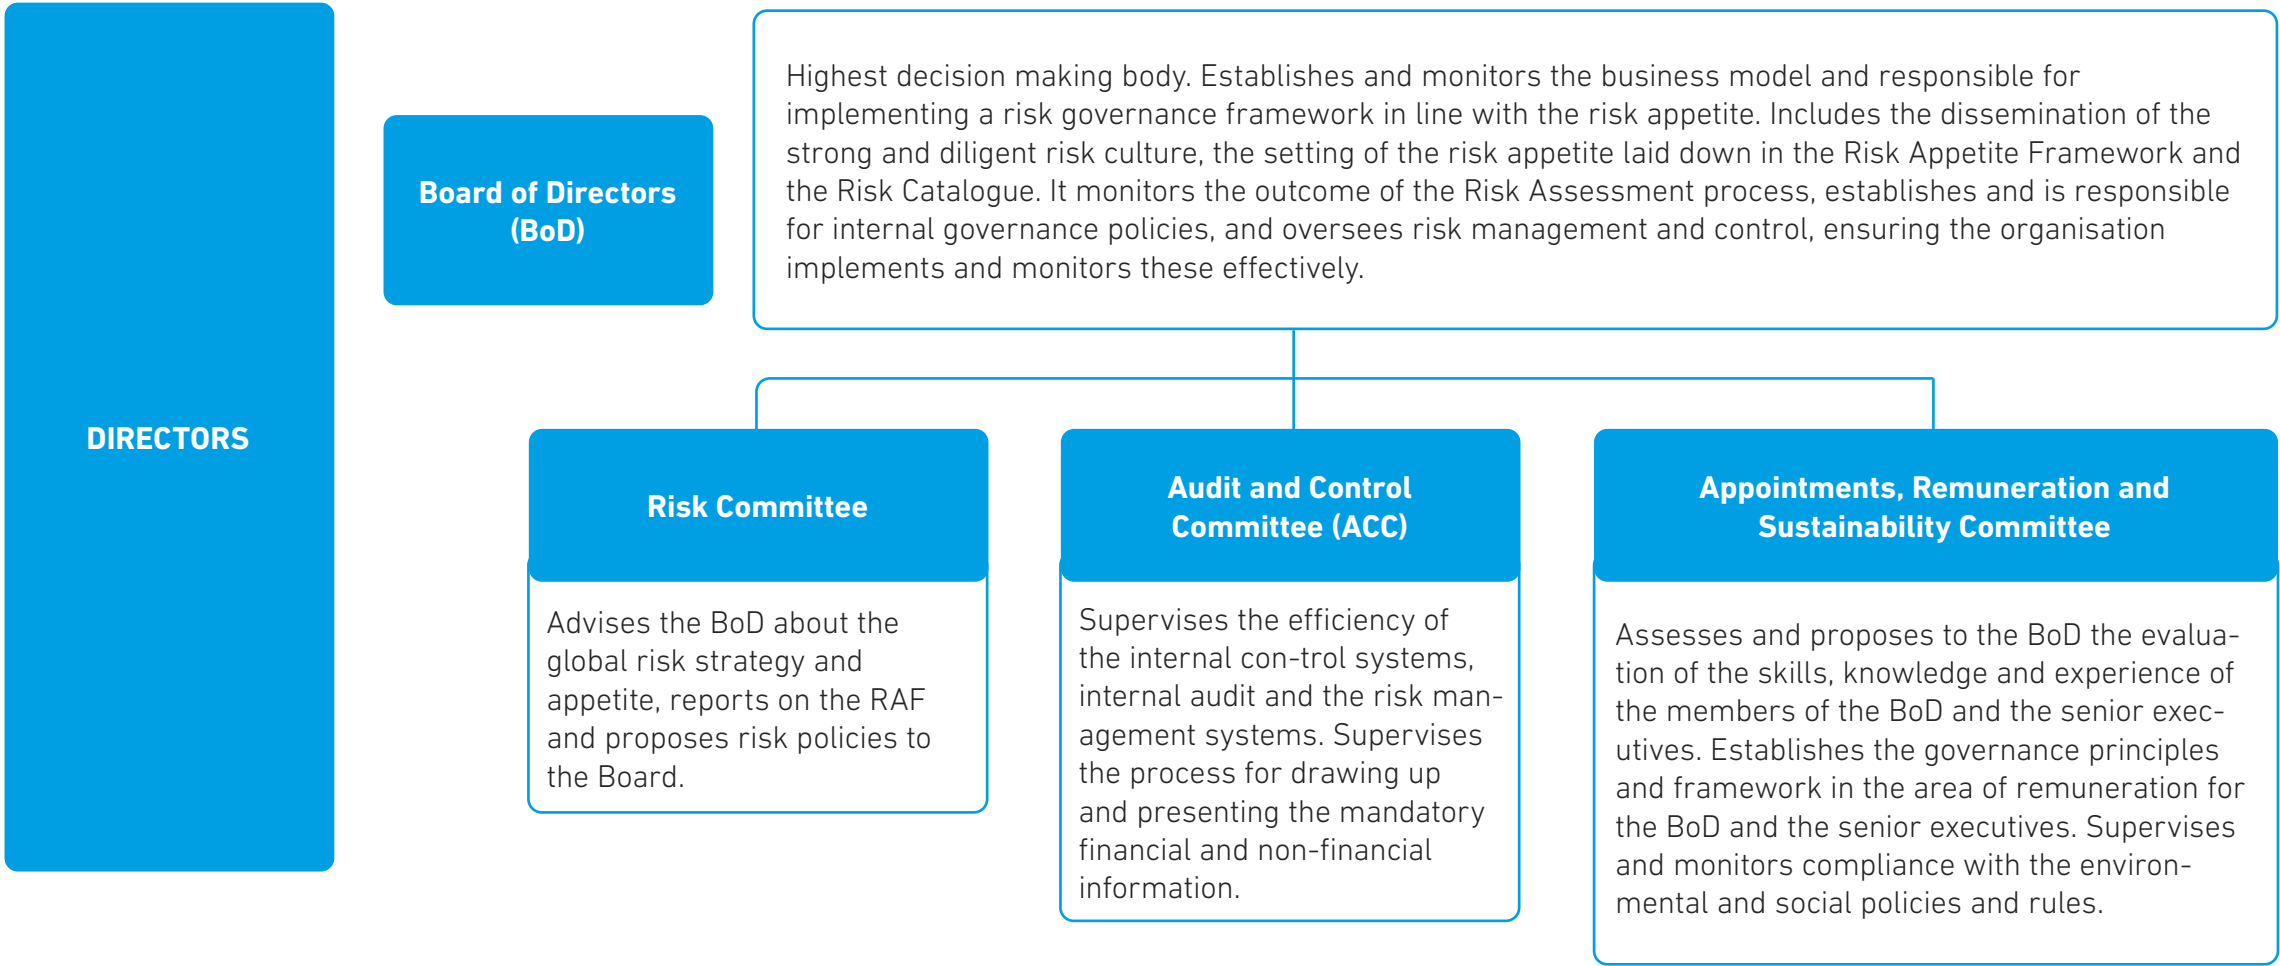 DIRECTORS
Board of Directors
(BoD)
Highest decision making body. Establishes and monitors the business model and responsible for
implementing a risk governance framework in line with the risk appetite. Includes the dissemination of the
strong and diligent risk culture, the setting of the risk appetite laid down in the Risk Appetite Framework and
the Risk Catalogue. It monitors the outcome of the Risk Assessment process, establishes and is responsible
for internal governance policies, and oversees risk management and control, ensuring the organisation
implements and monitors these effectively.
Risk Committee
Advises the BoD about the
global risk strategy and
appetite, reports on the RAF
and proposes risk policies to
the Board.
Audit and Control
Committee (ACC)
Supervises the efficiency of
the internal con-trol systems,
internal audit and the risk man-
agement systems. Supervises
the process for drawing up
and presenting the mandatory
financial and non-financial
information.
Appointments, Remuneration and
Sustainability Committee
Assesses and proposes to the BoD the evalua-
tion of the skills, knowledge and experience of
the members of the BoD and the senior exec-
utives. Establishes the governance principles
and framework in the area of remuneration for
the BoD and the senior executives. Supervises
and monitors compliance with the environ-
mental and social policies and rules.